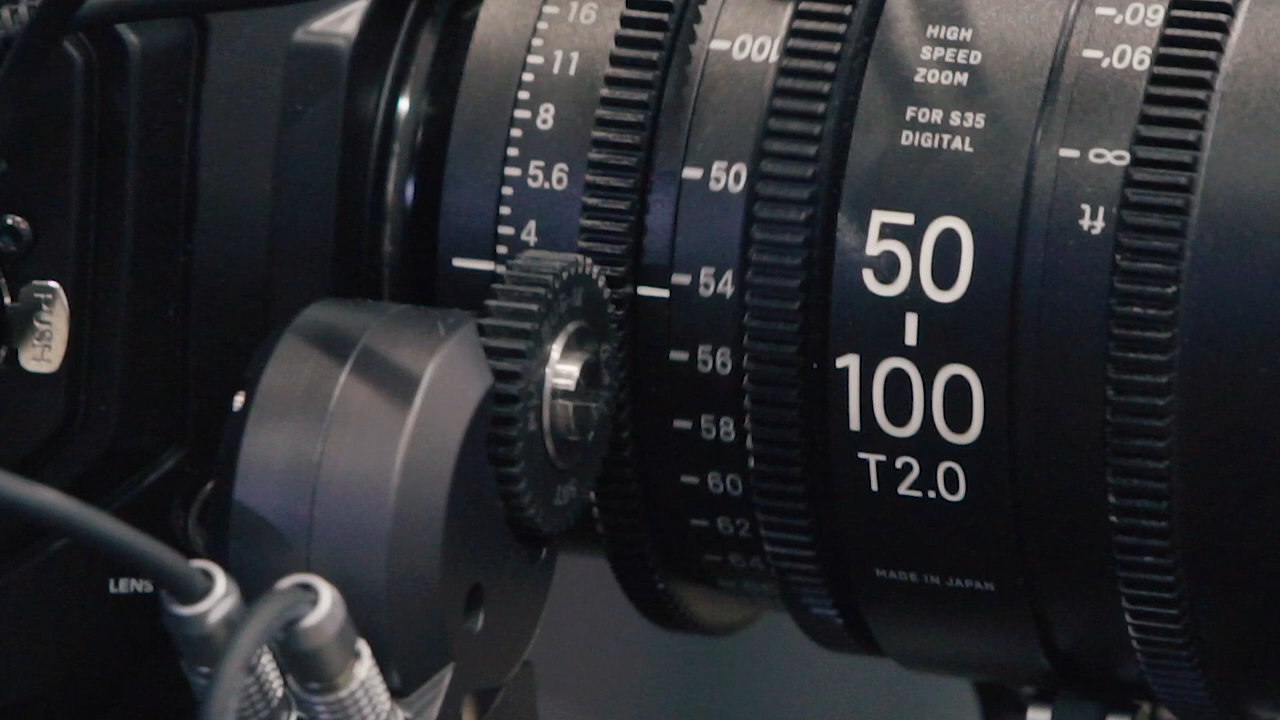 16
11
8
5.6
4
50
54
56
58
60
62
64
HIGH
SPEED
ZOOM
FOR S35
DIGITAL
50
100
T2.0
MADE IN JAPAN
-,09
-,06
∞
ft
PUSH
LENS